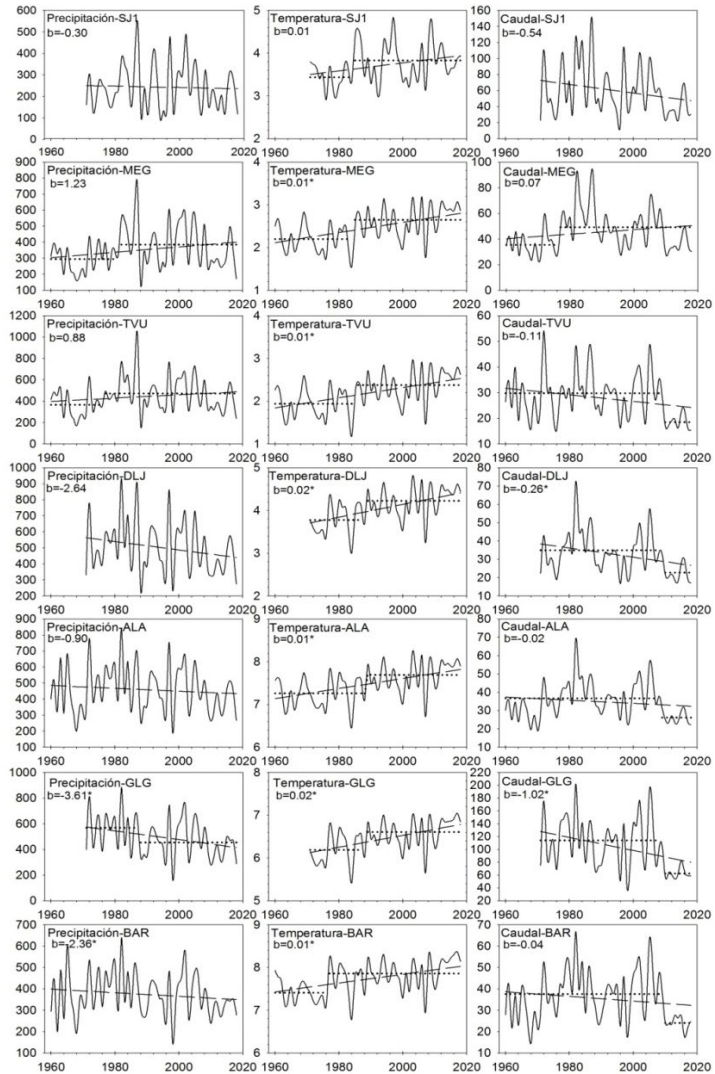 Precipitación-SJ1
b=-0.30
600
500
400
300
200
100
0
1960 1980 2000 2020
Temperatura-SJ1
b=0.01
5
4
3
2
1960 1980 2000 2020
Caudal-SJ1
b=-0.54
160
140
120
100
80
60
40
20
0
1960 1980 2000 2020
Precipitación-MEG
b=1.23
900
800
700
600
500
400
300
200
100
1960 1980 2000 2020
Temperatura-MEG
b=0.01*
4
3
2
1
1960 1980 2000 2020
Caudal-MEG
b=0.07
100
80
60
40
20
0
1960 1980 2000 2020
Precipitación-TVU
b=0.88
1200
1000
800
600
400
200
0
1960 1980 2000 2020
Temperatura-TVU
b=0.01*
4
3
2
1
1960 1980 2000 2020
Caudal-TVU
b=-0.11
60
50
40
30
20
10
1960 1980 2000 2020
Precipitación-DLJ
b=-2.64
1000
900
800
700
600
500
400
300
200
1960 1980 2000 2020
Temperatura-DLJ
b=0.02*
5
4
3
2
1960 1980 2000 2020
Caudal-DLJ
b=-0.26*
80
70
60
50
40
30
20
10
1960 1980 2000 2020
Precipitación-ALA
b=-0.90
900
800
700
600
500
400
300
200
100
1960 1980 2000 2020
Temperatura-ALA
b=0.01*
9
8
7
6
1960 1980 2000 2020
Caudal-ALA
b=-0.02
80
70
60
50
40
30
20
10
1960 1980 2000 2020
Precipitación-GLG
b=-3.61*
1000
800
600
400
200
0
1960 1980 2000 2020
Temperatura-GLG
b=0.02*
8
7
6
5
1960 1980 2000 2020
Caudal-GLG
b=-1.02*
220
200
180
160
140
120
100
80
60
40
20
1960 1980 2000 2020
Precipitación-BAR
b=-2.36*
700
600
500
400
300
200
100
1960 1980 2000 2020
Temperatura-BAR
b=0.01*
9
8
7
6
1960 1980 2000 2020
Caudal-BAR
b=-0.04
70
60
50
40
30
20
10
1960 1980 2000 2020